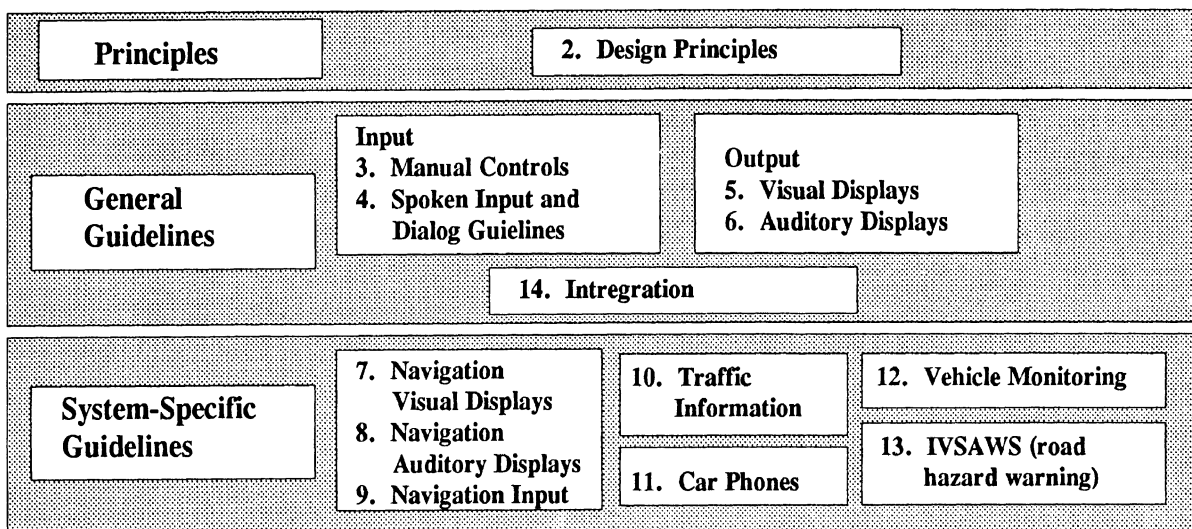 Principles
2. Design Principles
General
Guidelines
Input
3. Manual Controls
4. Spoken Input and
Dialog Guielines
Output
5. Visual Displays
6. Auditory Displays
14. Intregration
System-Specific
Guidelines
7. Navigation
Visual Displays
8. Navigation
Auditory Displays
9. Navigation Input
10. Traffic
Information
11. Car Phones
12. Vehicle Monitoring
13. IVSAWS (road
hazard warning)